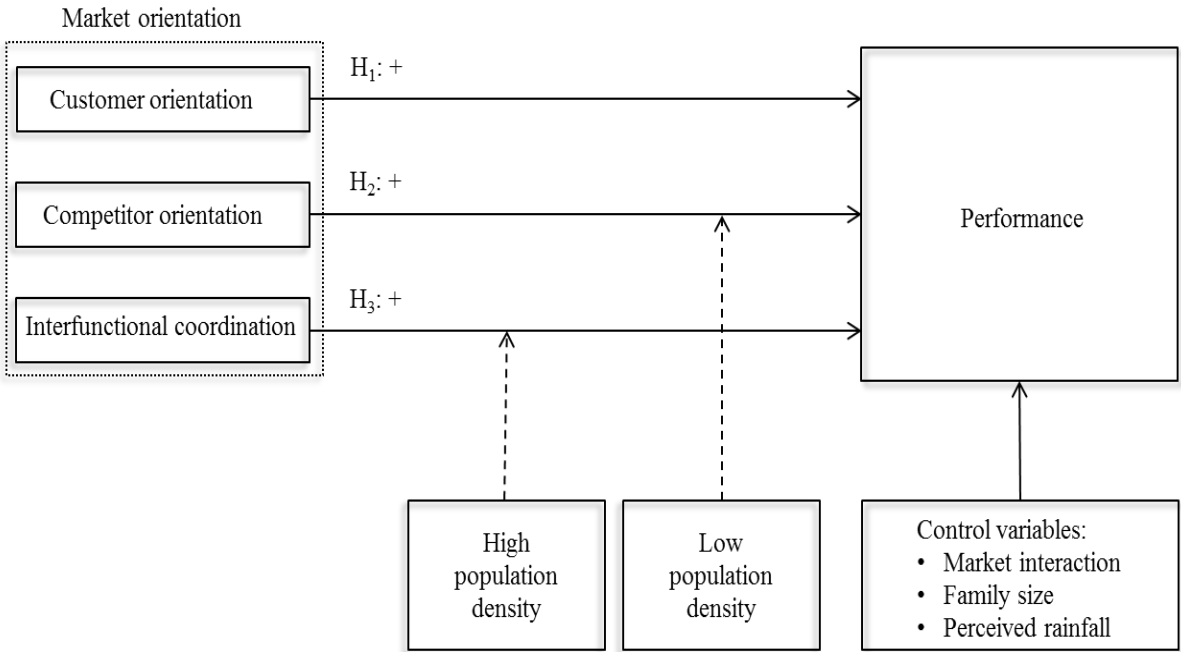 Market orientation
Customer orientation
H₁: +
Competitor orientation
H₂: +
Performance
Interfunctional coordination
H₃: +
High
population
density
Low
population
density
Control variables:
• Market interaction
• Family size
• Perceived rainfall